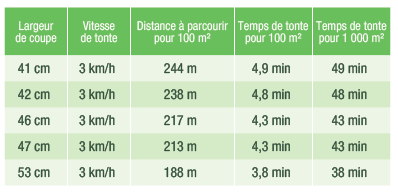 Largeur de coupe | Vitesse de tonte | Distance à parcourir pour 100 m² | Temps de tonte pour 100 m² | Temps de tonte pour 1 000 m²
41 cm | 3 km/h | 244 m | 4,9 min | 49 min
42 cm | 3 km/h | 238 m | 4,8 min | 48 min
46 cm | 3 km/h | 217 m | 4,3 min | 43 min
47 cm | 3 km/h | 213 m | 4,3 min | 43 min
53 cm | 3 km/h | 188 m | 3,8 min | 38 min